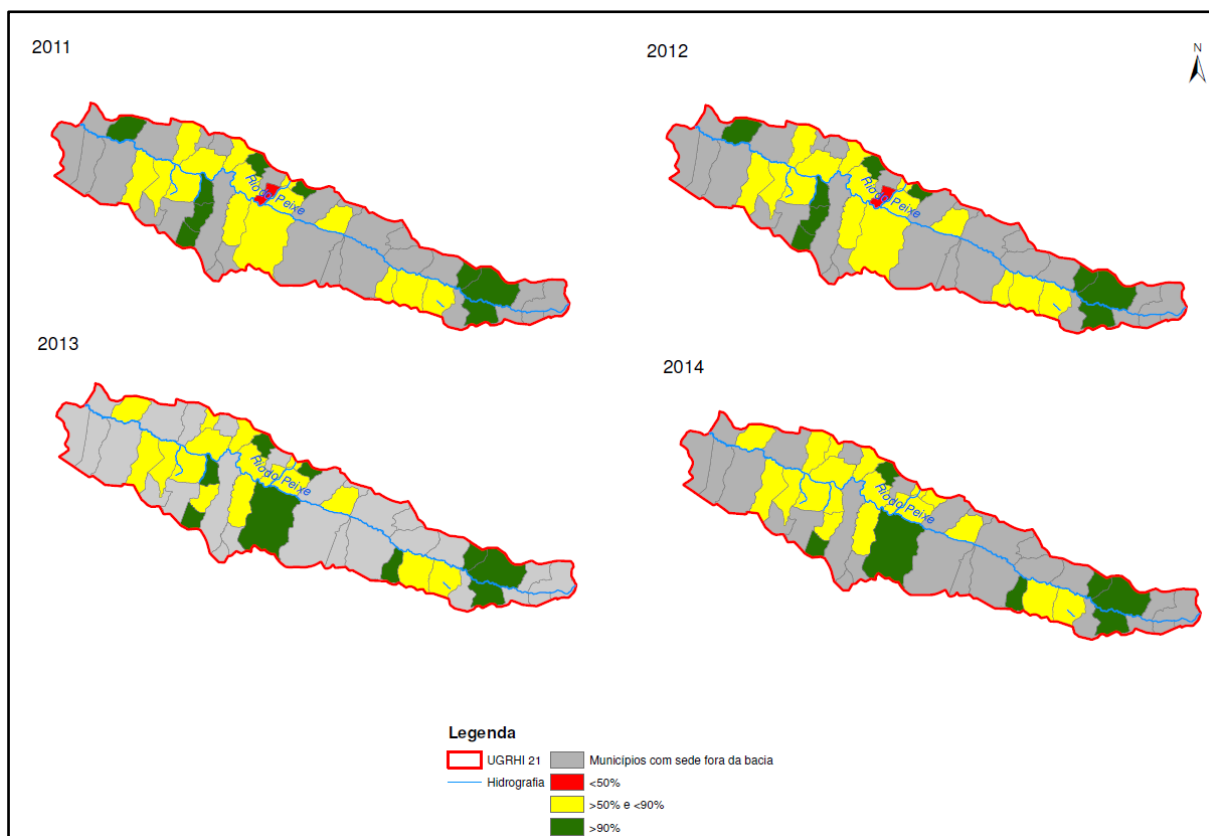 2011
2012
N
Rio do Peixe
Rio do Peixe
2013
2014
Rio do Peixe
Rio do Peixe
Legenda
UGRHI 21
Municípios com sede fora da bacia
Hidrografia
<50%
>50% e <90%
>90%